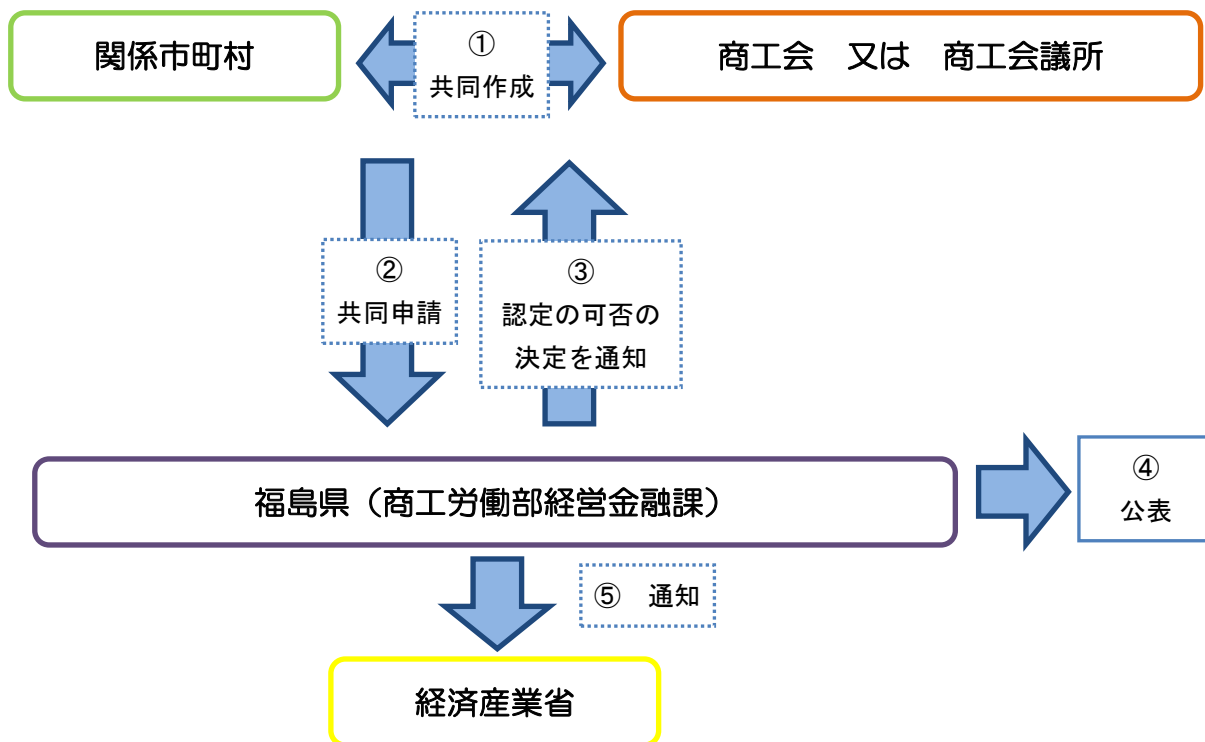 関係市町村
①
共同作成
商工会　又は　商工会議所
②
共同申請
③
認定の可否の
決定を通知
福島県（商工労働部経営金融課）
④
公表
⑤　通知
経済産業省